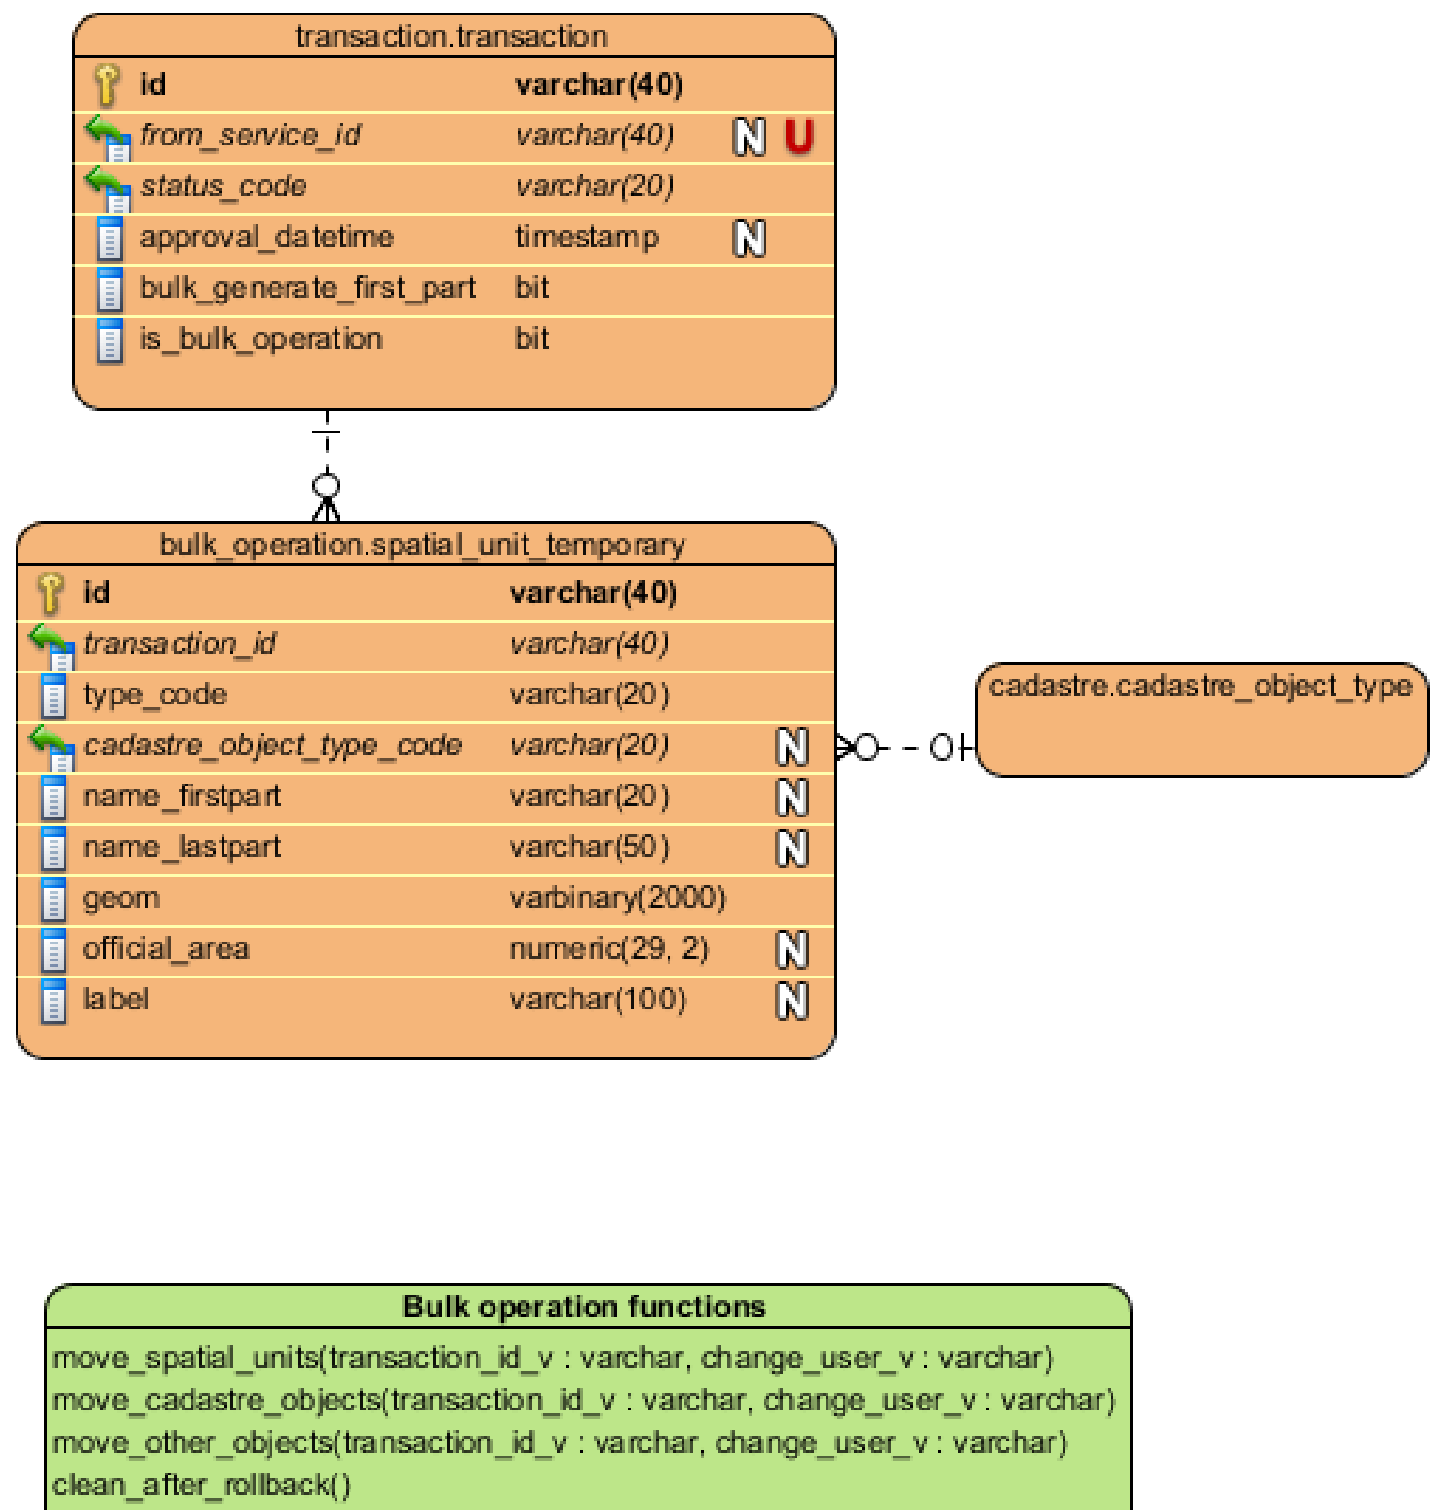 transaction.transaction
id varchar(40)
from_service_id varchar(40) N U
status_code varchar(20)
approval_datetime timestamp N
bulk_generate_first_part bit
is_bulk_operation bit
bulk_operation.spatial_unit_temporary
id varchar(40)
transaction_id varchar(40)
type_code varchar(20)
cadastre_object_type_code varchar(20) N
name_firstpart varchar(20) N
name_lastpart varchar(50) N
geom varbinary(2000)
official_area numeric(29, 2) N
label varchar(100) N
cadastre.cadastre_object_type
Bulk operation functions
move_spatial_units(transaction_id_v : varchar, change_user_v : varchar)
move_cadastre_objects(transaction_id_v : varchar, change_user_v : varchar)
move_other_objects(transaction_id_v : varchar, change_user_v : varchar)
clean_after_rollback()